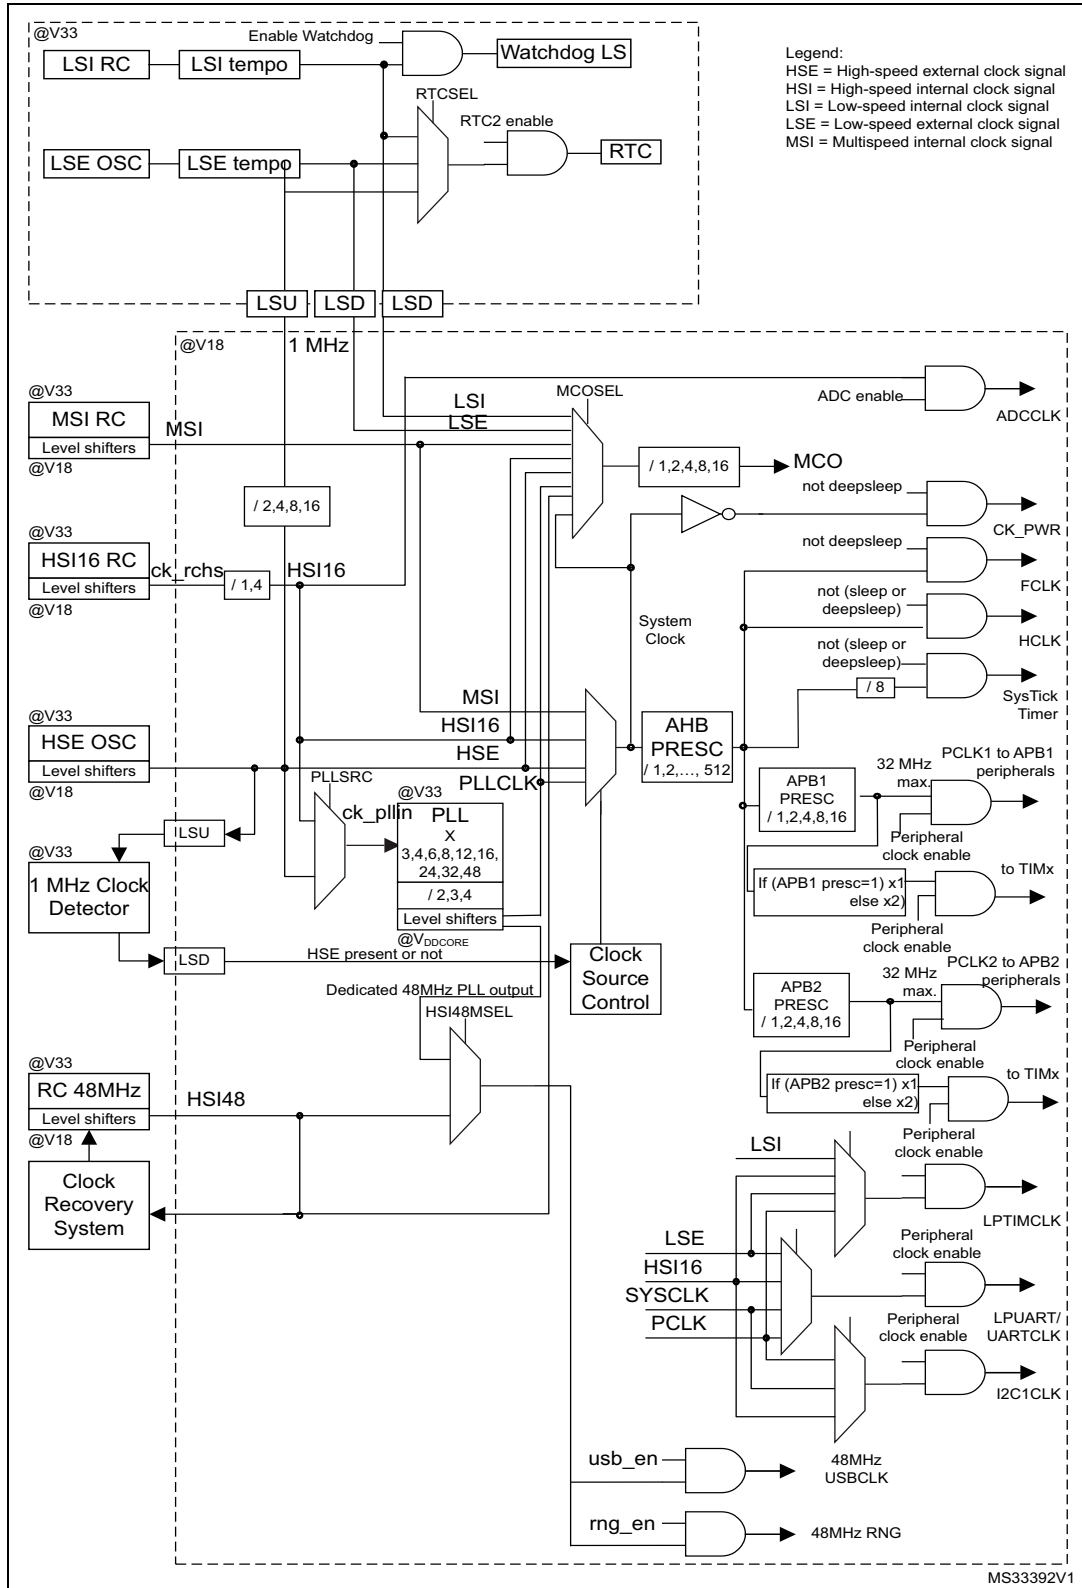 @V33
Enable Watchdog
Watchdog LS
LSI RC
LSI tempo
RTCSEL
RTC2 enable
RTC
LSE OSC
LSE tempo
Legend:
HSE = High-speed external clock signal
HSI = High-speed internal clock signal
LSI = Low-speed internal clock signal
LSE = Low-speed external clock signal
MSI = Multispeed internal clock signal
LSU
LSD
LSD
@V18
1 MHz
@V33
MSI RC
Level shifters
@V18
MSI
LSI
LSE
MCOSEL
/ 1,2,4,8,16
MCO
ADC enable
ADCCLK
/ 2,4,8,16
not deepsleep
CK_PWR
@V33
HSI16 RC
Level shifters
@V18
ck_rchs
/ 1,4
HSI16
not deepsleep
FCLK
not (sleep or
deepsleep)
HCLK
System
Clock
not (sleep or
deepsleep)
/ 8
SysTick
Timer
@V33
HSE OSC
Level shifters
@V18
MSI
HSI16
HSE
PLLCLK
AHB
PRESC
/ 1,2,…, 512
PLLSRC
ck_pllin
@V33
PLL
X
3,4,6,8,12,16,
24,32,48
/ 2,3,4
Level shifters
@VDDCORE
APB1
PRESC
/ 1,2,4,8,16
32 MHz
max.
PCLK1 to APB1
peripherals
Peripheral
clock enable
If (APB1 presc=1) x1
else x2)
to TIMx
Peripheral
clock enable
LSU
@V33
1 MHz Clock
Detector
LSD
HSE present or not
Clock
Source
Control
APB2
PRESC
/ 1,2,4,8,16
32 MHz
max.
PCLK2 to APB2
peripherals
Peripheral
clock enable
If (APB2 presc=1) x1
else x2)
to TIMx
Peripheral
clock enable
Dedicated 48MHz PLL output
HSI48MSEL
@V33
RC 48MHz
Level shifters
@V18
HSI48
Clock
Recovery
System
LSI
LPTIMCLK
LSE
HSI16
SYSCLK
PCLK
Peripheral
clock enable
LPUART/
UARTCLK
Peripheral
clock enable
I2C1CLK
usb_en
48MHz
USBCLK
rng_en
48MHz RNG
MS33392V1